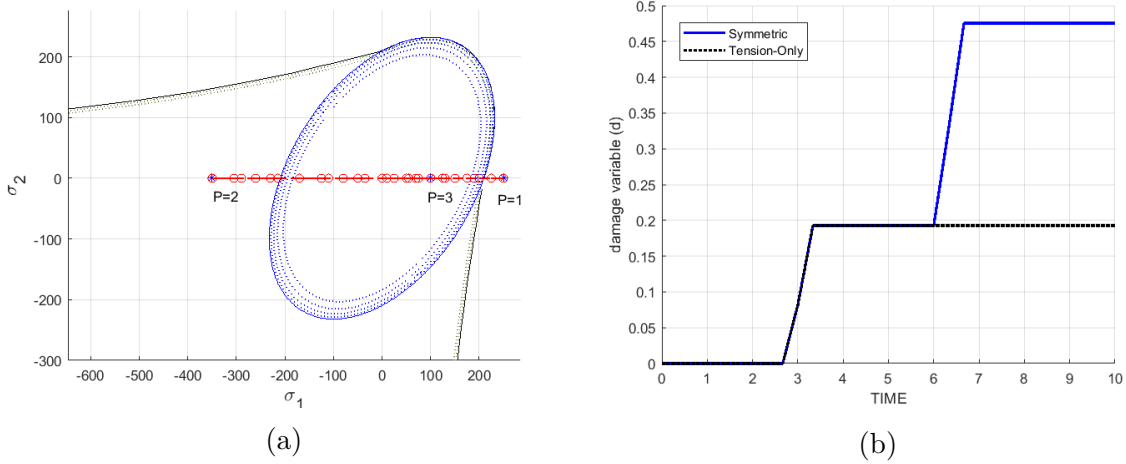 200
100
0
-100
-200
-300
σ2
P=2
P=3
P=1
-600 -500 -400 -300 -200 -100 0 100 200
σ1
(a)
0.5
0.45
0.4
0.35
0.3
0.25
0.2
0.15
0.1
0.05
0
damage variable (d)
Symmetric
Tension-Only
0 1 2 3 4 5 6 7 8 9 10
TIME
(b)